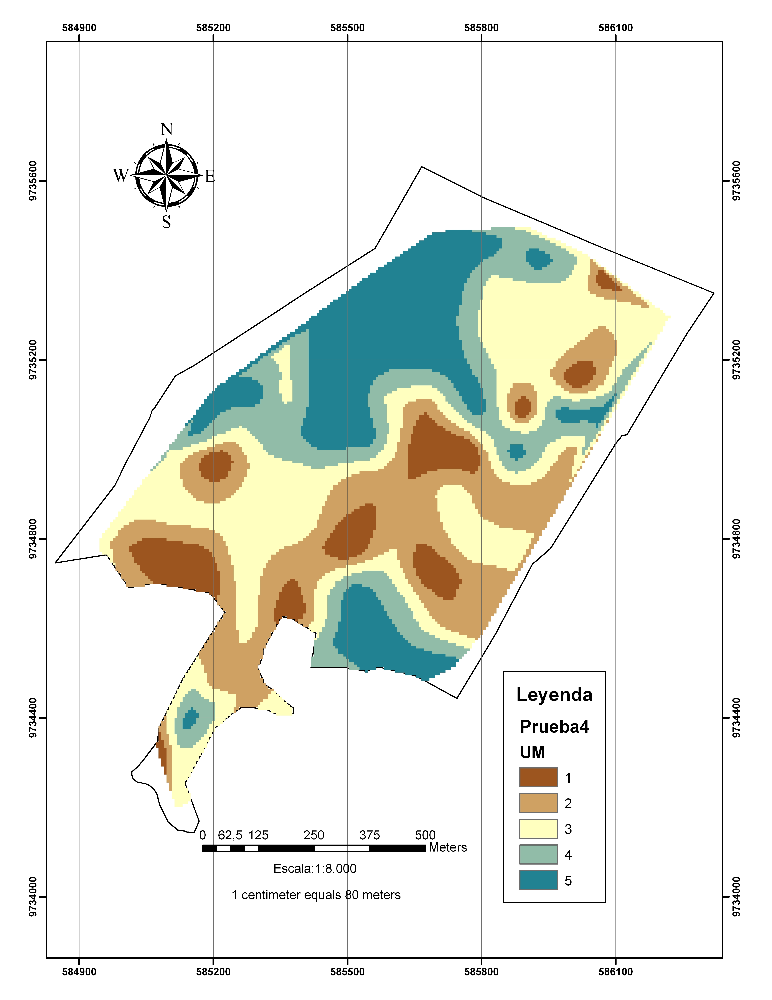 584900 585200 585500 585800 586100
N
W E
S
9735600 9735600
9735200 9735200
9734800 9734800
9734400 9734400
9734000 9734000
Leyenda
Prueba4
UM
1
2
3
4
5
0 62,5 125 250 375 500
Meters
Escala:1:8.000
1 centimeter equals 80 meters
584900 585200 585500 585800 586100